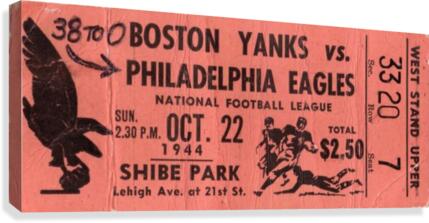 38 TO 0
BOSTON YANKS vs.
PHILADELPHIA EAGLES
NATIONAL FOOTBALL LEAGUE
SUN.
2.30 P.M. OCT. 22
1944
SHIBE PARK
Lehigh Ave. at 21st St.
TOTAL
$2.50
WEST STAND UPPER
Sec. Row Seat
33 20 7